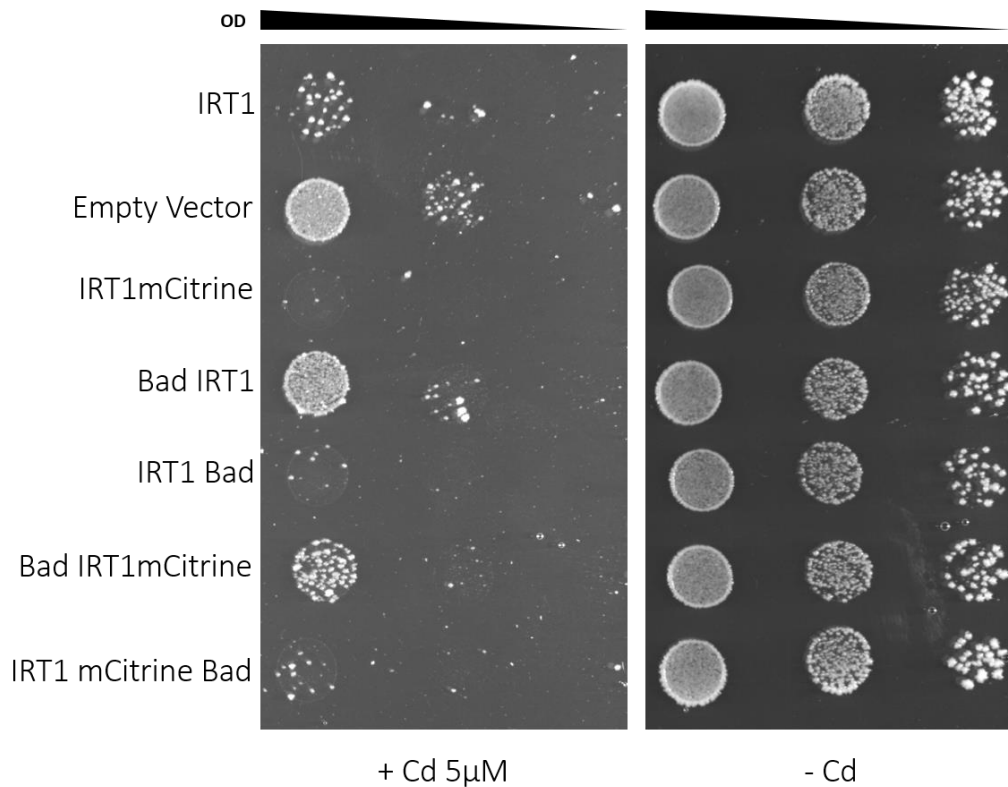 OD
IRT1
Empty Vector
IRT1mCitrine
Bad IRT1
IRT1 Bad
Bad IRT1mCitrine
IRT1 mCitrine Bad
+ Cd 5µM
- Cd